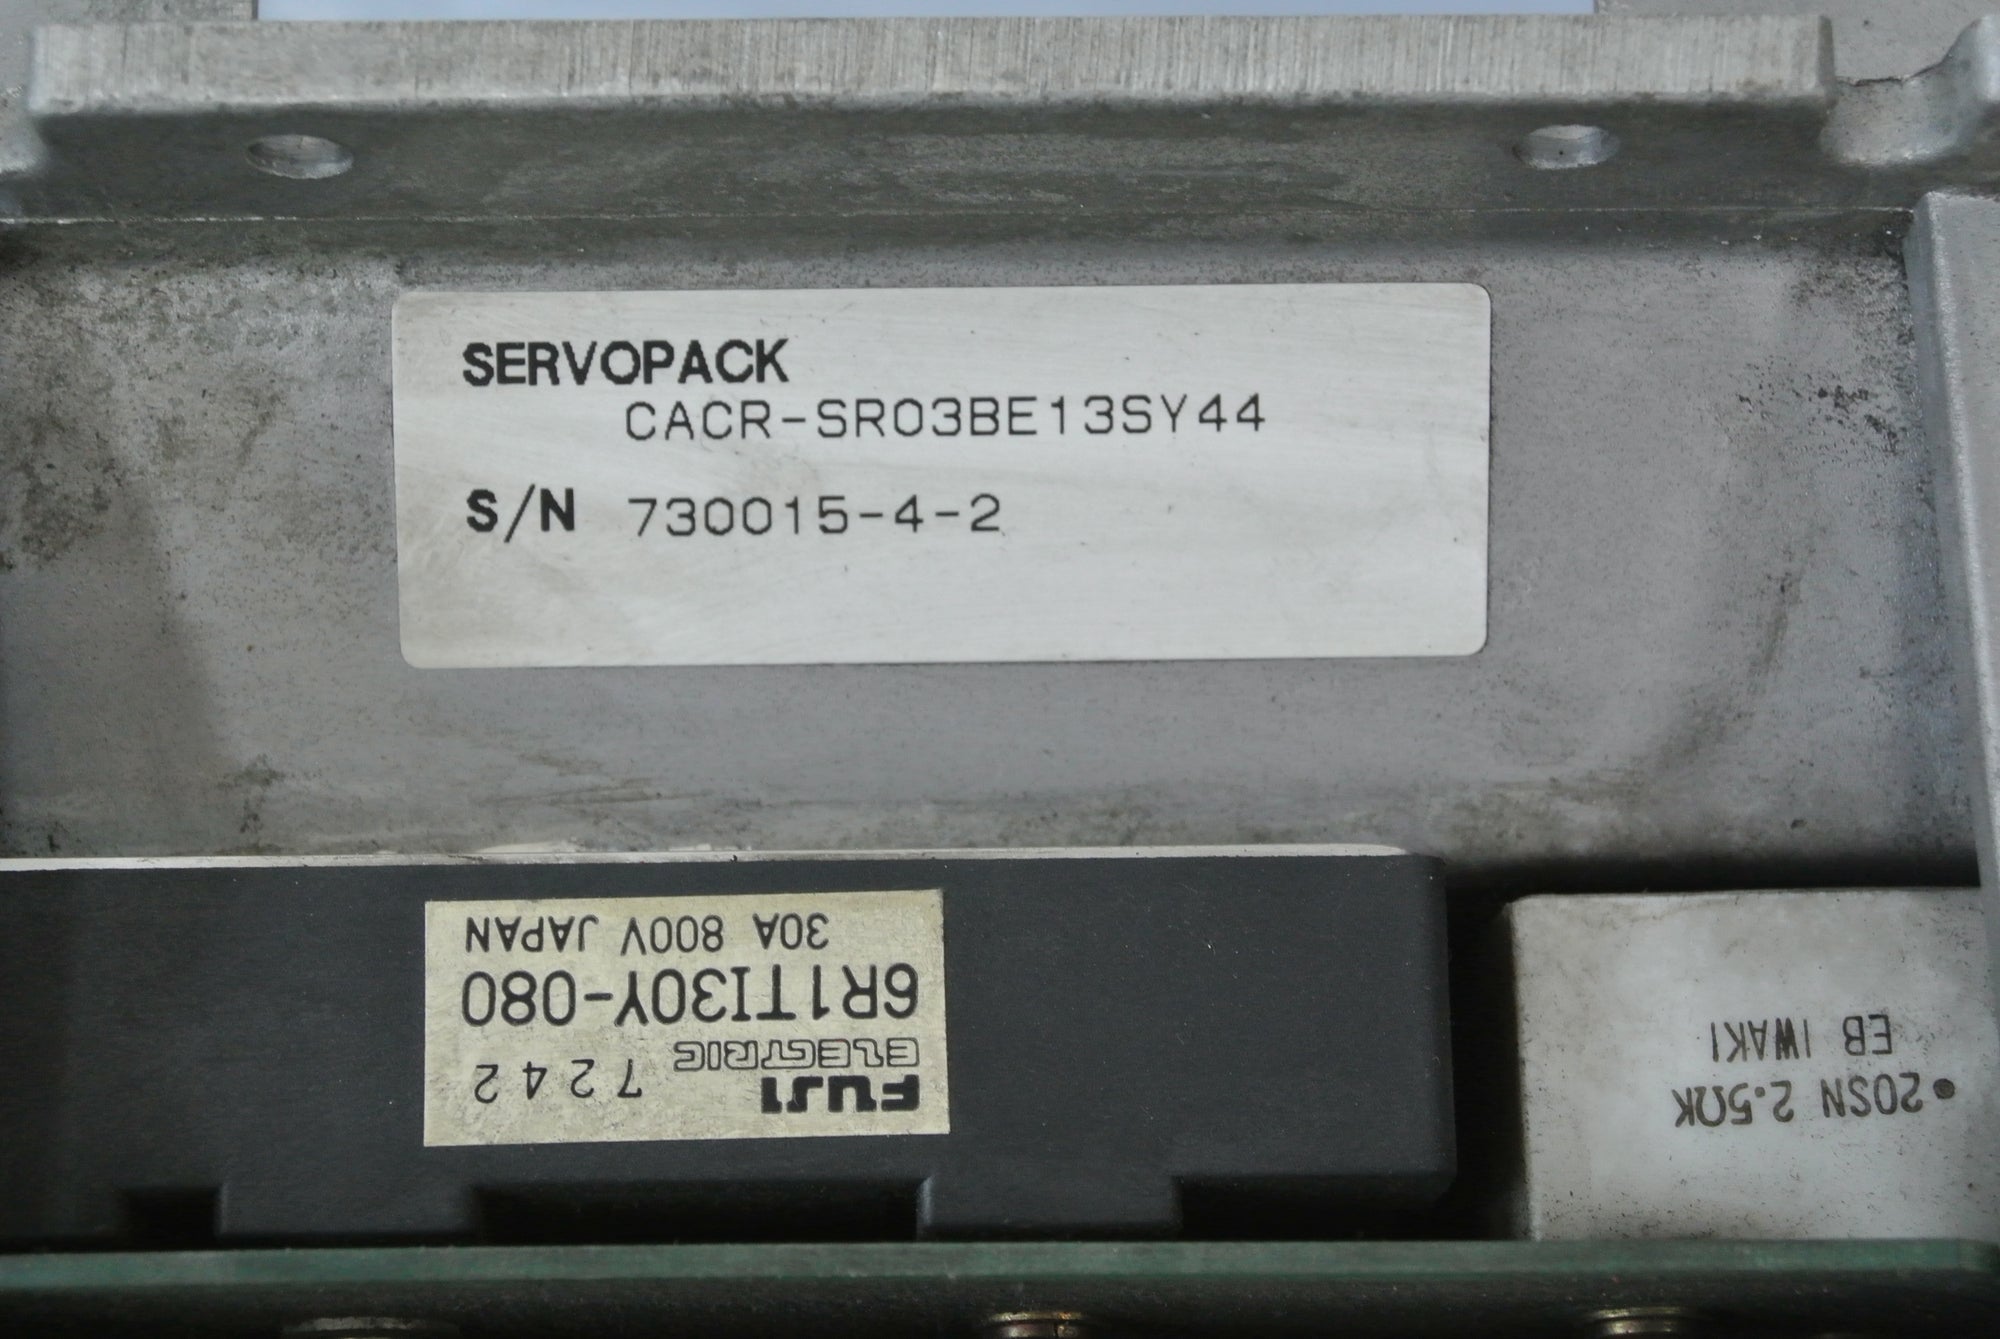 SERVOPACK
CACR-SR03BE13SY44
S/N 730015-4-2
FUJI
ELECTRIC 7242
6R1TI30Y-080
30A 800V JAPAN
•20SN 2.5ΩK
EB IWAKI